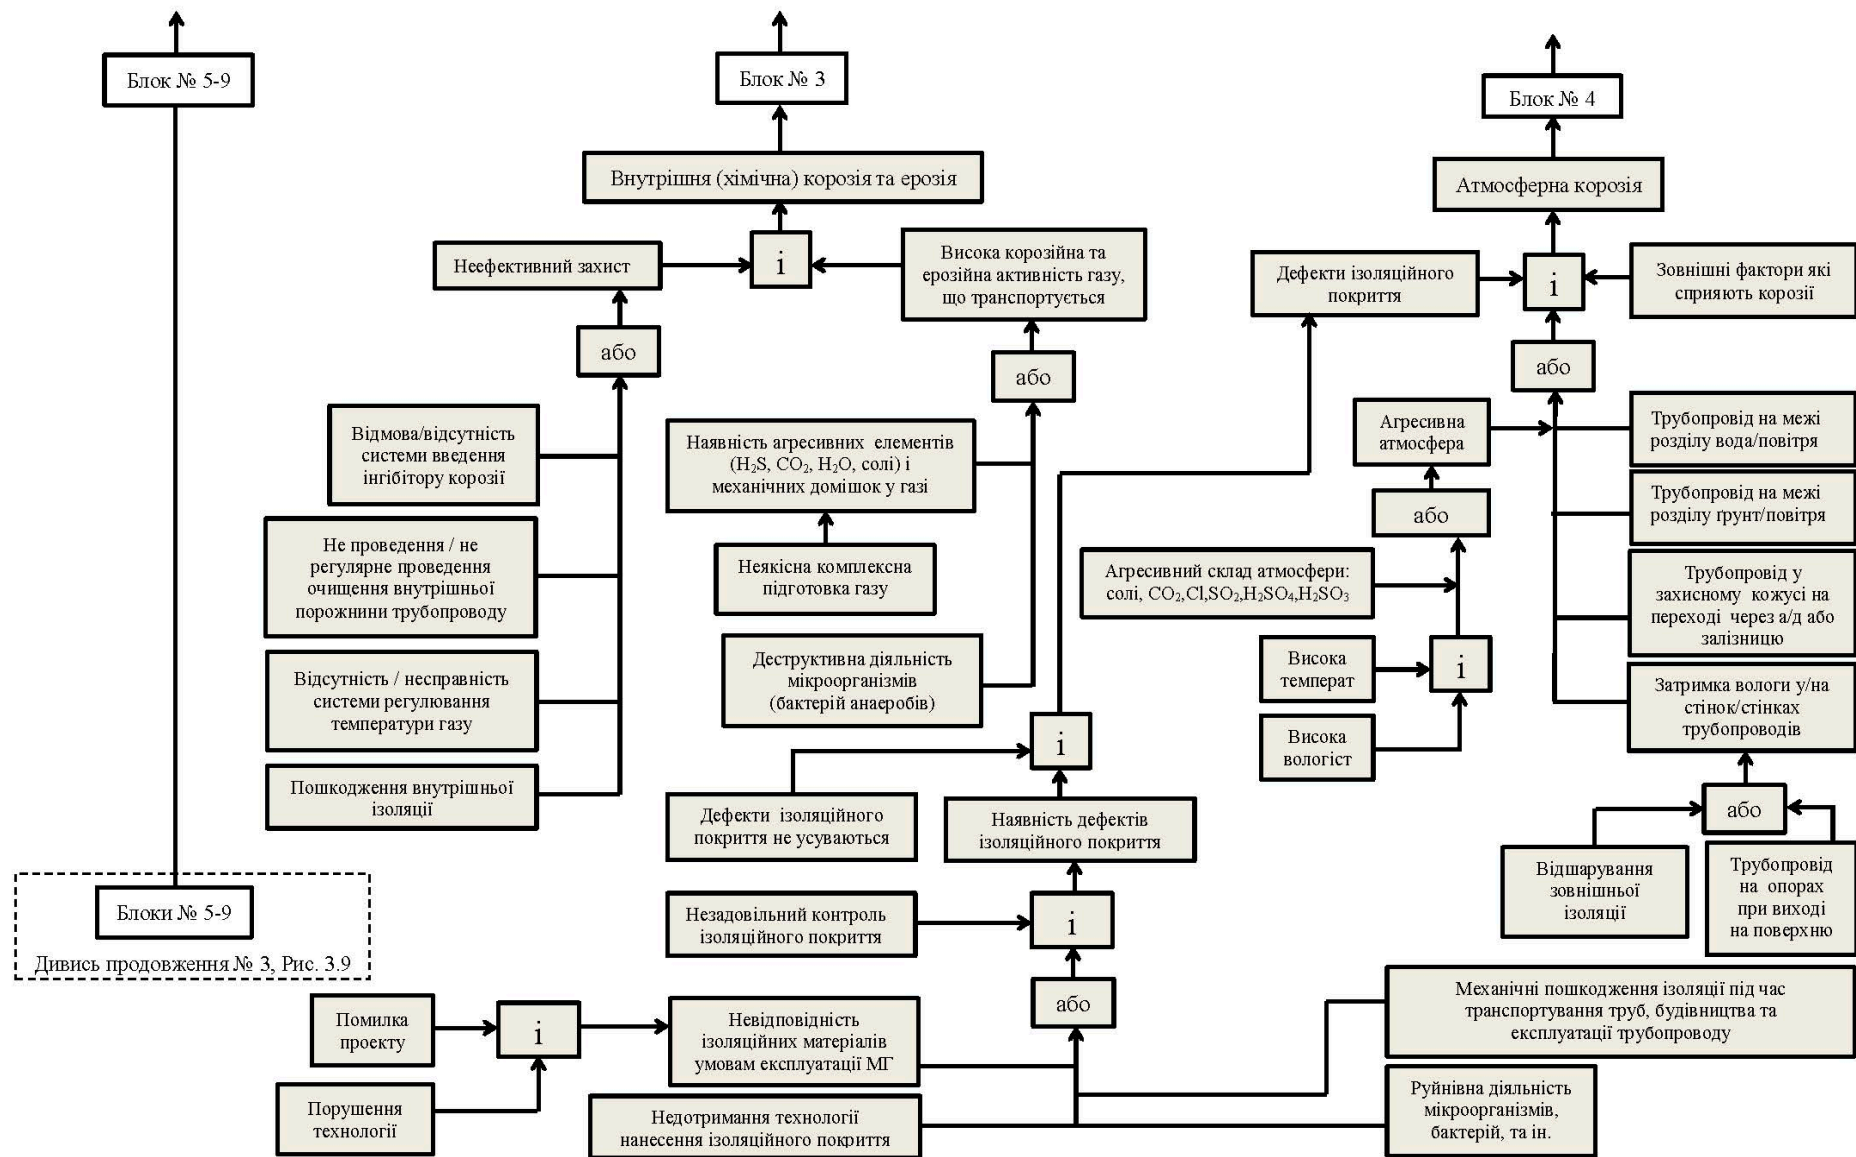 Блок № 5-9
Блок № 3
Блок № 4
Внутрішня (хімічна) корозія та ерозія
Атмосферна корозія
Неефективний захист
і
Висока корозійна та
ерозійна активність газу,
що транспортується
Дефекти ізоляційного
покриття
і
Зовнішні фактори які
сприяють корозії
або
або
або
Відмова/відсутність
системи введення
інгібітору корозії
Наявність агресивних елементів
(H₂S, CO₂, H₂O, солі) і
механічних домішок у газі
Агресивна
атмосфера
Трубопровід на межі
розділу вода/повітря
Трубопровід на межі
розділу ґрунт/повітря
або
Не проведення / не
регулярне проведення
очищення внутрішньої
порожнини трубопроводу
Неякісна комплексна
підготовка газу
Агресивний склад атмосфери:
солі, CO₂,Cl,SO₂,H₂SO₄,H₂SO₃
Трубопровід у
захисному кожусі на
переході через а/д або
залізницю
Відсутність / несправність
системи регулювання
температури газу
Деструктивна діяльність
мікроорганізмів
(бактерій анаеробів)
Висока
температ
і
Затримка вологи у/на
стінок/стінках
трубопроводів
і
Висока
вологіст
Пошкодження внутрішньої
ізоляції
Дефекти ізоляційного
покриття не усуваються
Наявність дефектів
ізоляційного покриття
або
Відшарування
зовнішньої
ізоляції
Трубопровід
на опорах
при виході
на поверхню
Блоки № 5-9
Дивись продовження № 3, Рис. 3.9
Незадовільний контроль
ізоляційного покриття
і
або
Помилка
проекту
і
Невідповідність
ізоляційних матеріалів
умовам експлуатації МГ
Механічні пошкодження ізоляції під час
транспортування труб, будівництва та
експлуатації трубопроводу
Порушення
технології
Недотримання технології
нанесення ізоляційного покриття
Руйнівна діяльність
мікроорганізмів,
бактерій, та ін.